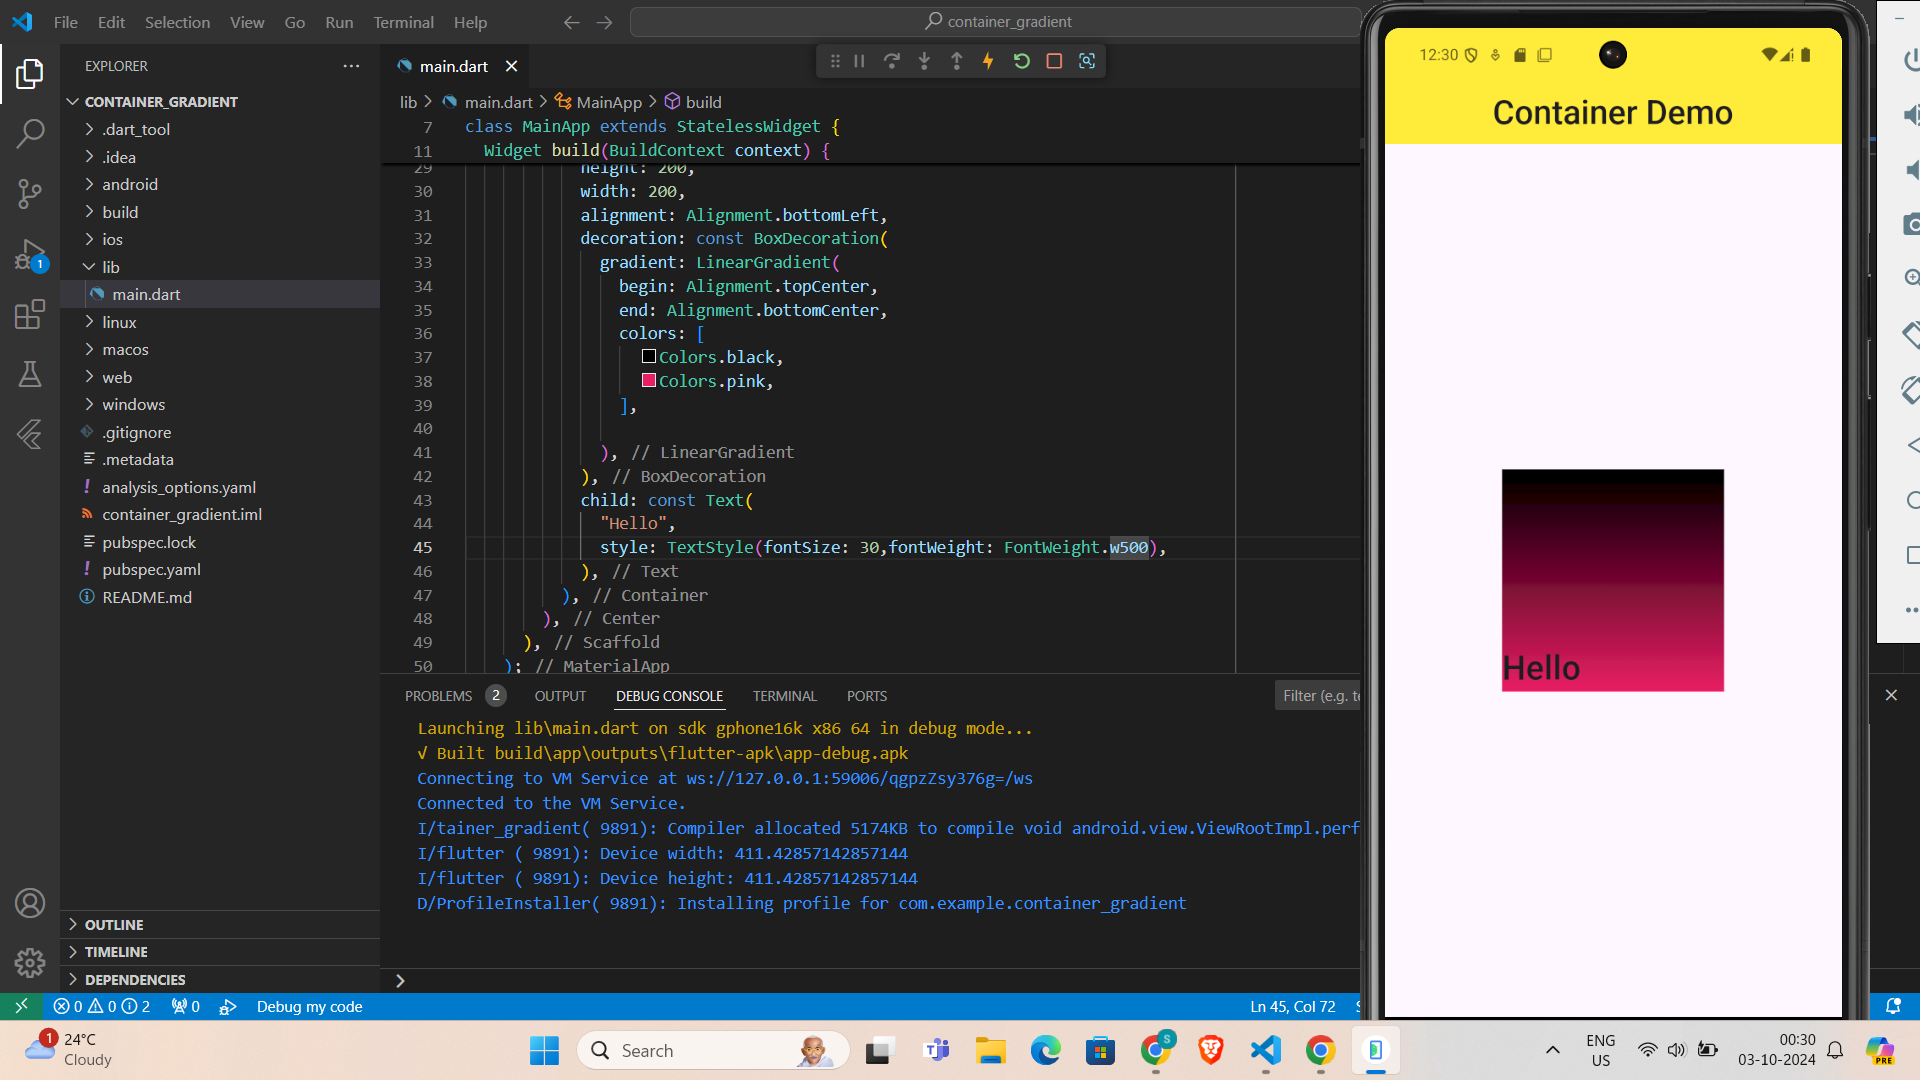 File Edit Selection View Go Run Terminal Help
container_gradient
EXPLORER
CONTAINER_GRADIENT
.dart_tool
.idea
android
build
ios
lib
main.dart
linux
macos
web
windows
.gitignore
.metadata
analysis_options.yaml
container_gradient.iml
pubspec.lock
pubspec.yaml
README.md
OUTLINE
TIMELINE
DEPENDENCIES
1
main.dart
lib > main.dart > MainApp > build
7 class MainApp extends StatelessWidget {
11 Widget build(BuildContext context) {
29 height: 200,
30 width: 200,
31 alignment: Alignment.bottomLeft,
32 decoration: const BoxDecoration(
33 gradient: LinearGradient(
34 begin: Alignment.topCenter,
35 end: Alignment.bottomCenter,
36 colors: [
37 Colors.black,
38 Colors.pink,
39 ],
40
41 ), // LinearGradient
42 ), // BoxDecoration
43 child: const Text(
44 "Hello",
45 style: TextStyle(fontSize: 30,fontWeight: FontWeight.w500),
46 ), // Text
47 ), // Container
48 ), // Center
49 ), // Scaffold
50 ); // MaterialApp
PROBLEMS 2 OUTPUT DEBUG CONSOLE TERMINAL PORTS
Filter (e.g. te
Launching lib\main.dart on sdk gphone16k x86 64 in debug mode...
√ Built build\app\outputs\flutter-apk\app-debug.apk
Connecting to VM Service at ws://127.0.0.1:59006/qgpzZsy376g=/ws
Connected to the VM Service.
I/tainer_gradient( 9891): Compiler allocated 5174KB to compile void android.view.ViewRootImpl.perf
I/flutter ( 9891): Device width: 411.42857142857144
I/flutter ( 9891): Device height: 411.42857142857144
D/ProfileInstaller( 9891): Installing profile for com.example.container_gradient
12:30
Container Demo
Hello
0 0 2 0 Debug my code
Ln 45, Col 72
1
24°C
Cloudy
Search
S
ENG
US
00:30
03-10-2024
PRE